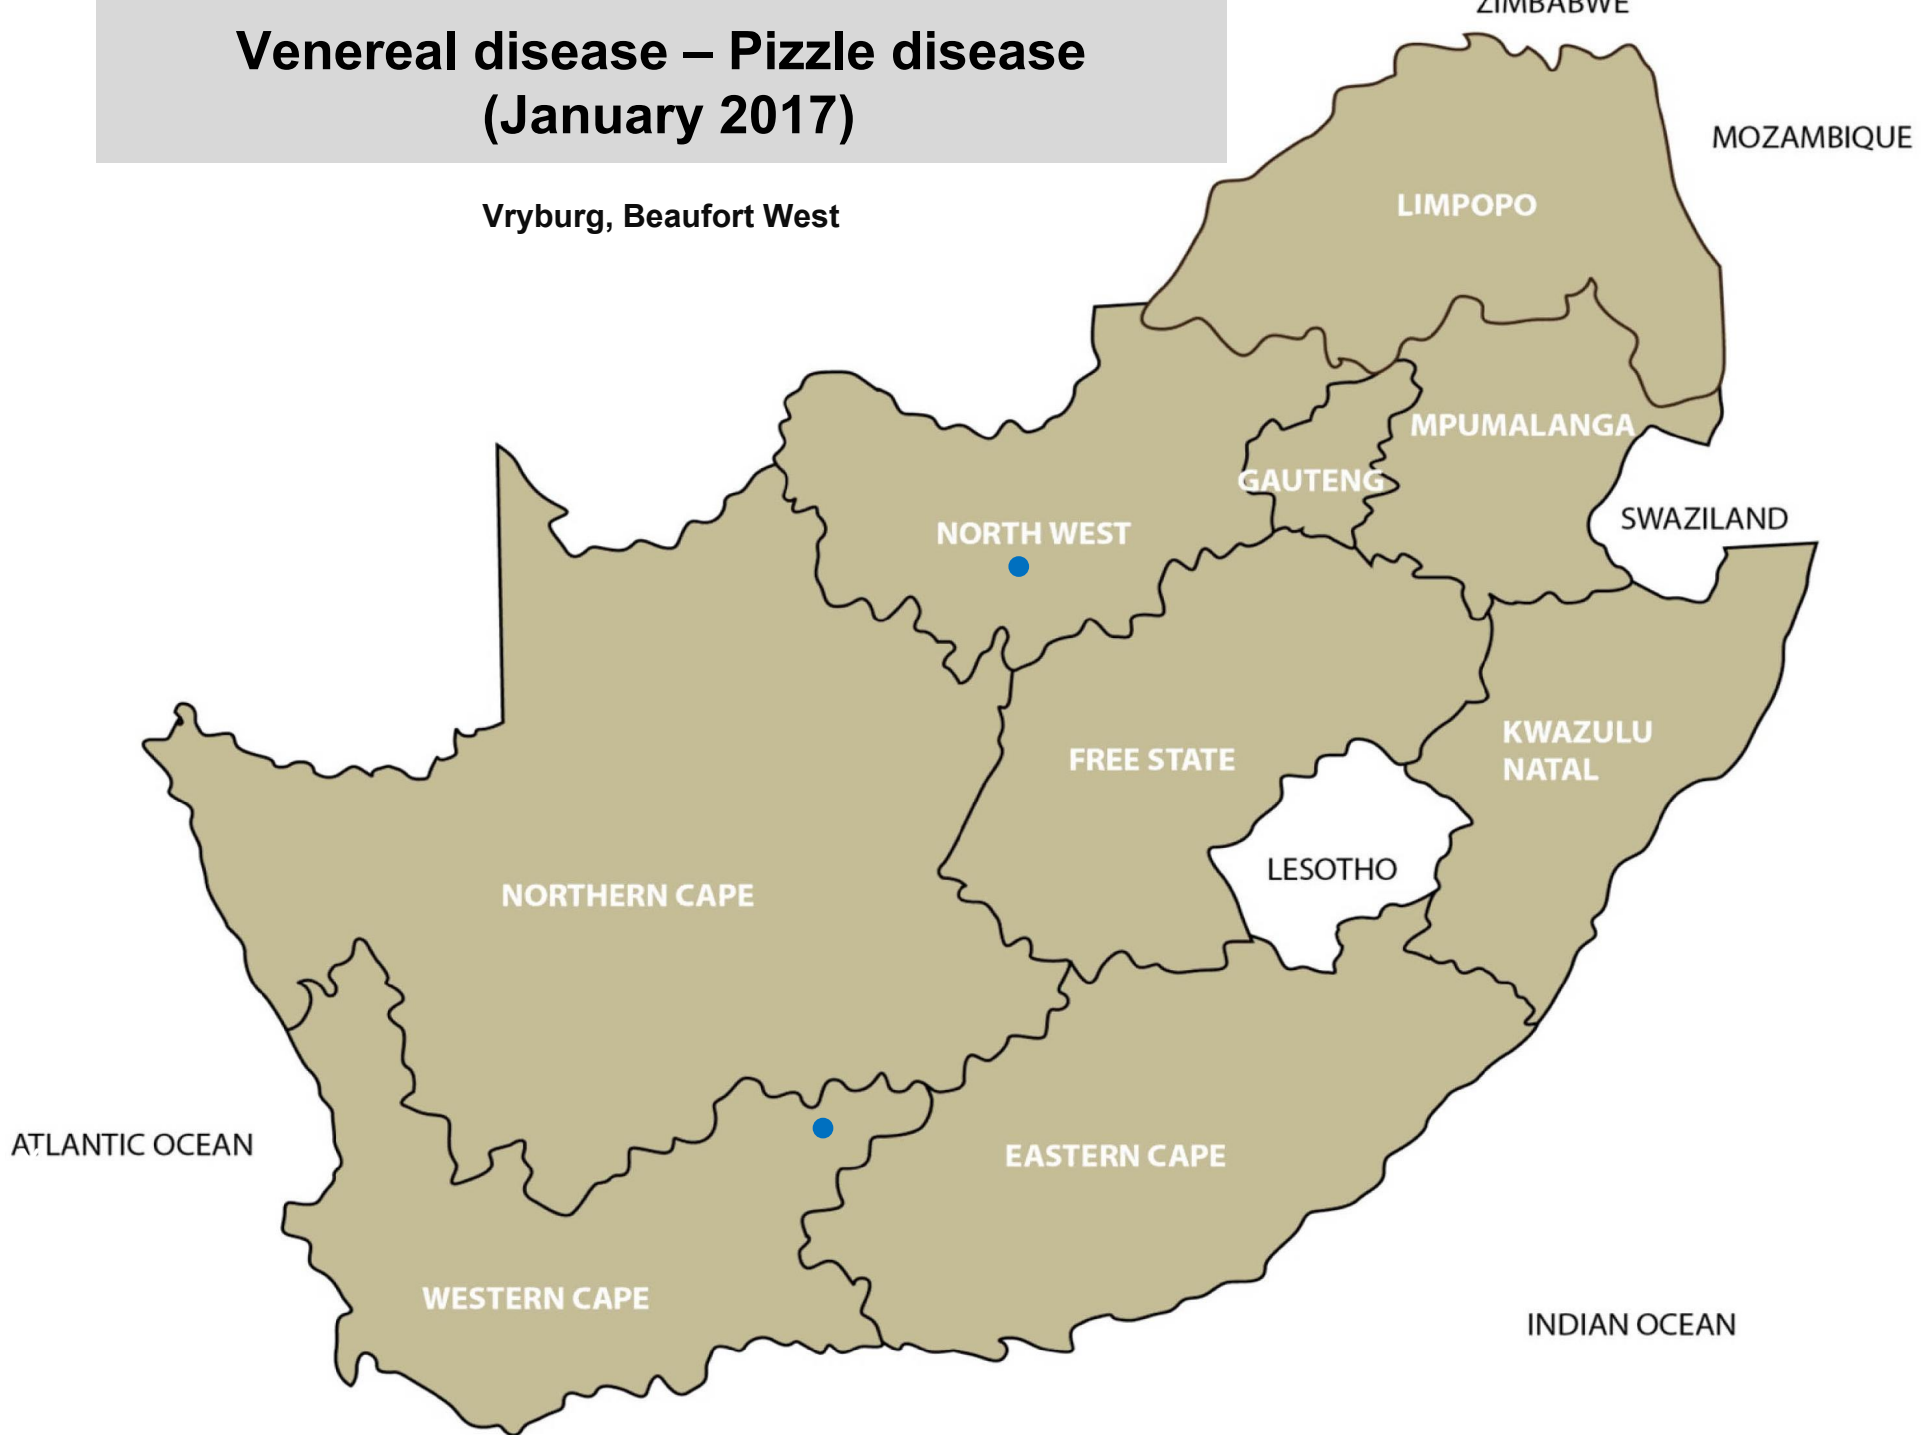 ZIMBABWE
Venereal disease – Pizzle disease
(January 2017)
MOZAMBIQUE
Vryburg, Beaufort West
LIMPOPO
MPUMALANGA
GAUTENG
SWAZILAND
NORTH WEST
KWAZULU
NATAL
FREE STATE
LESOTHO
NORTHERN CAPE
ATLANTIC OCEAN
EASTERN CAPE
WESTERN CAPE
INDIAN OCEAN